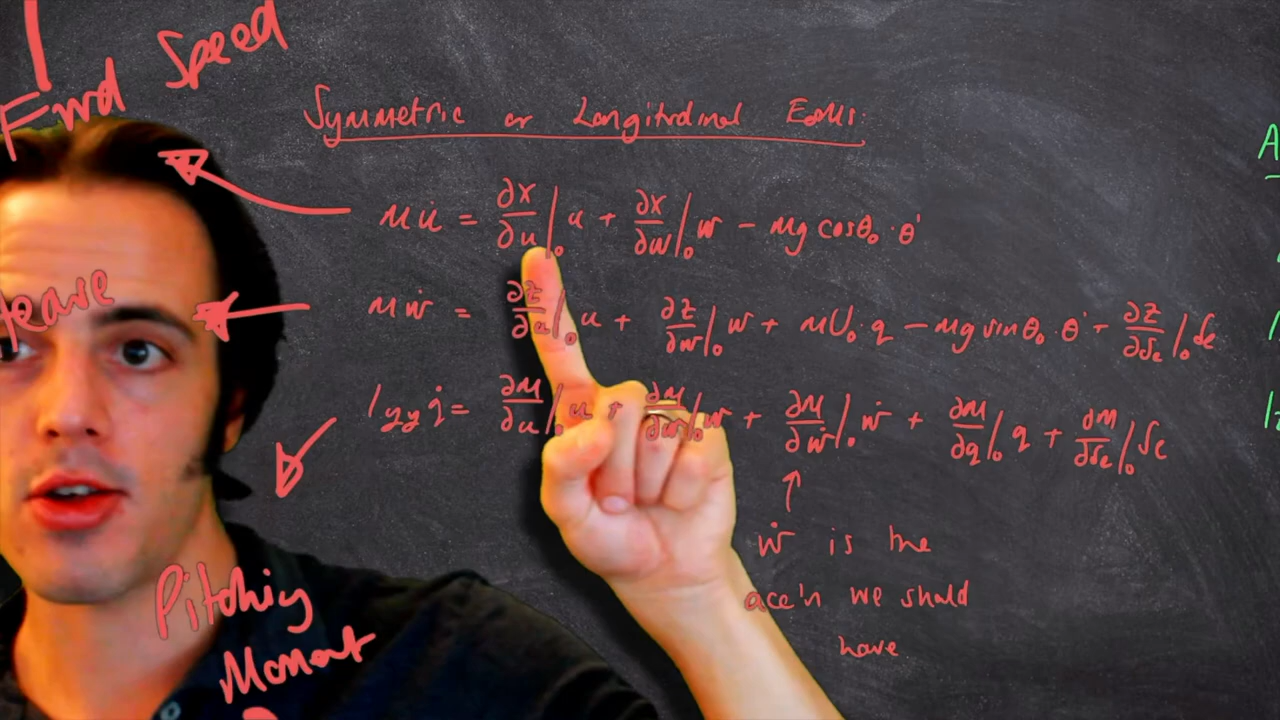 Fwd Speed
Symmetric or Longitudinal EoMs:
mu̇ = ∂X/∂u|₀ u + ∂X/∂w|₀ w - mg cosθ₀·θ'
Heave
mẇ = ∂Z/∂u|₀ u + ∂Z/∂w|₀ w + mU₀·q - mg sinθ₀·θ' + ∂Z/∂δe|₀ δe
Iyy q̇ = ∂M/∂u|₀ u + ∂M/∂w|₀ w + ∂M/∂ẇ|₀ ẇ + ∂M/∂q|₀ q + ∂M/∂δe|₀ δe
ẇ is the
acc'n we should
have
Pitching
Moment
A